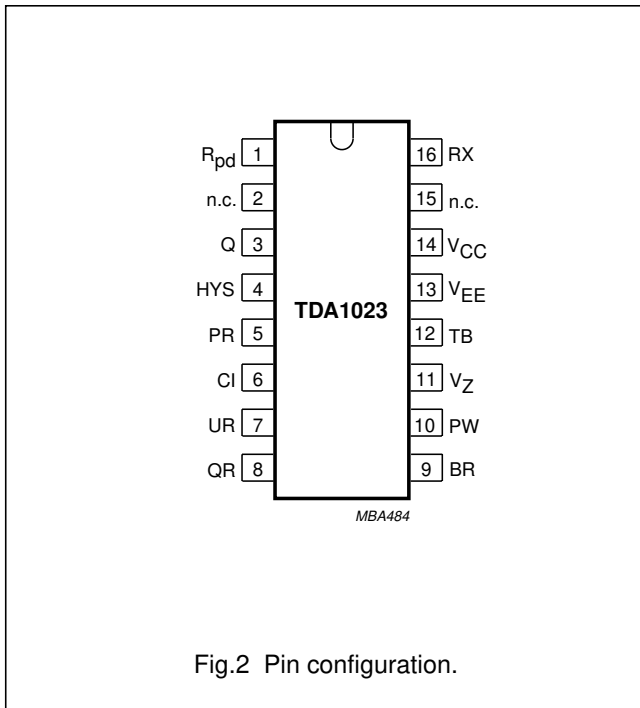 Rpd 1 16 RX
n.c. 2 15 n.c.
Q 3 14 VCC
HYS 4 13 VEE
TDA1023
PR 5 12 TB
CI 6 11 VZ
UR 7 10 PW
QR 8 9 BR
MBA484
Fig.2 Pin configuration.